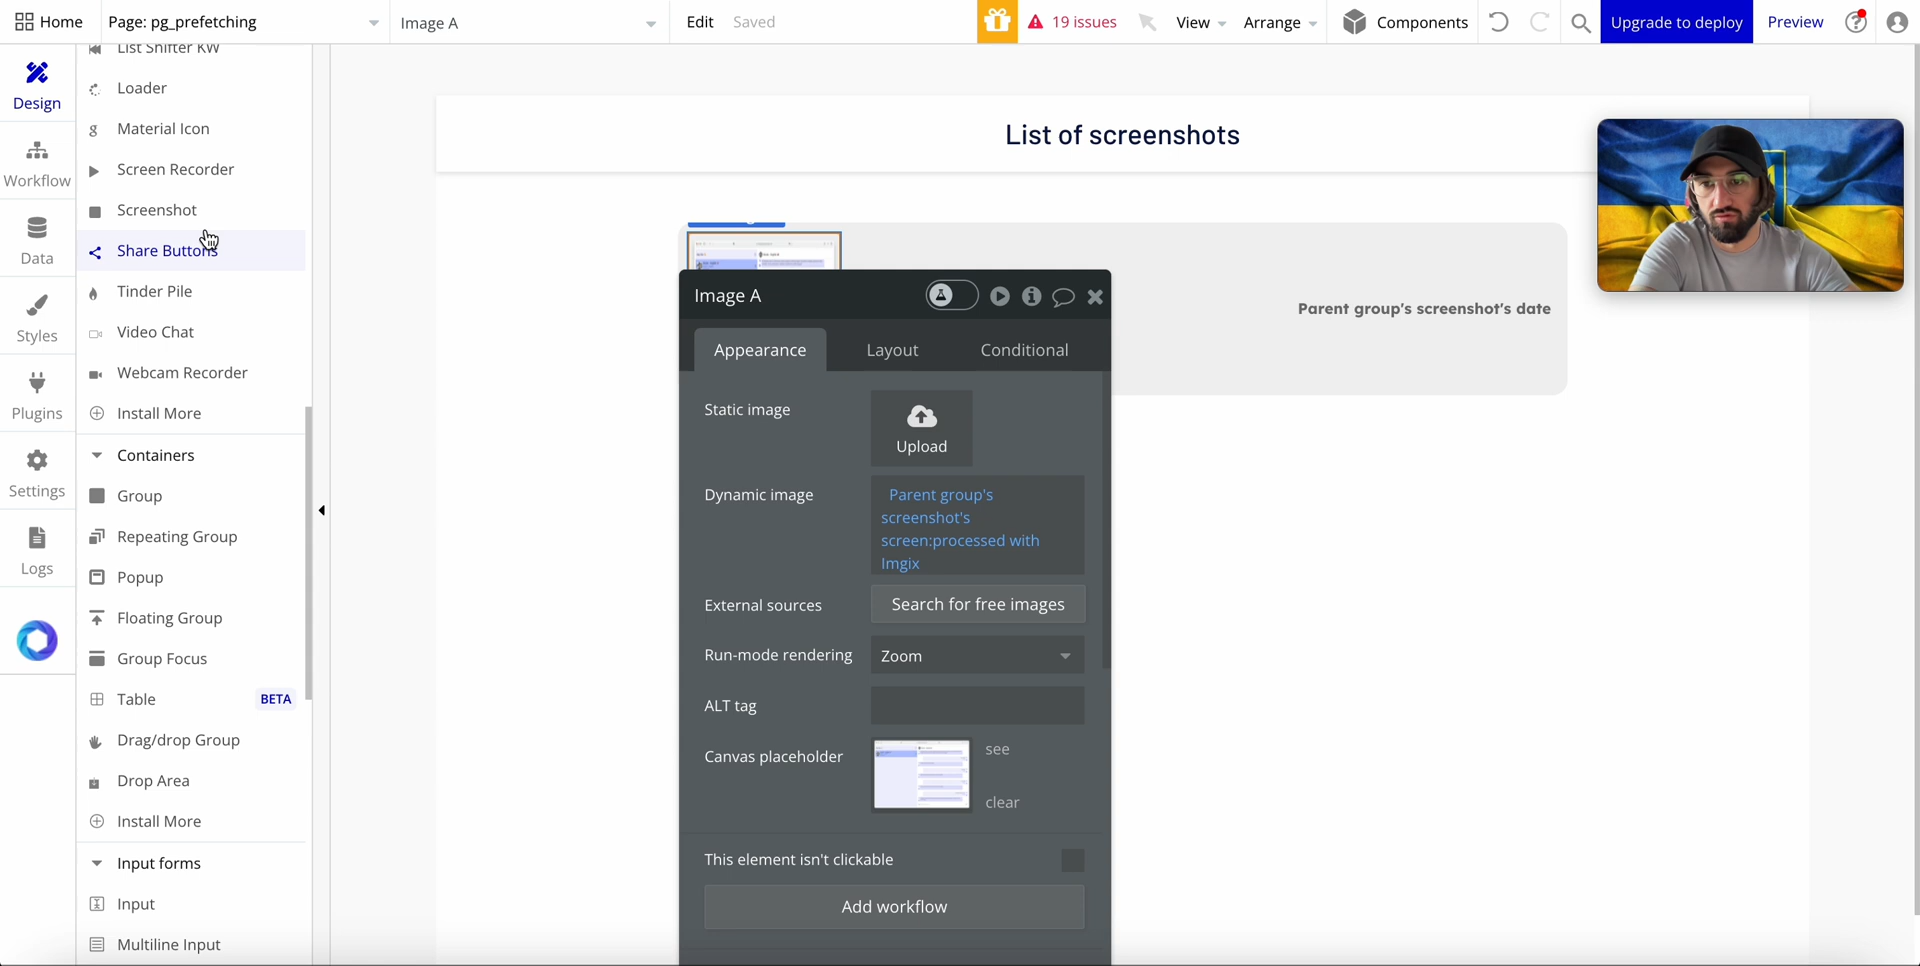 Home
Page: pg_prefetching
Image A
Edit
Saved
19 issues
View
Arrange
Components
Upgrade to deploy
Preview
Design
Workflow
Data
Styles
Plugins
Settings
Logs
List Shifter KW
Loader
g
Material Icon
Screen Recorder
Screenshot
Share Buttons
Tinder Pile
Video Chat
Webcam Recorder
Install More
Containers
Group
Repeating Group
Popup
Floating Group
Group Focus
Table
BETA
Drag/drop Group
Drop Area
Install More
Input forms
Input
Multiline Input
List of screenshots
Parent group's screenshot's date
Image A
Appearance
Layout
Conditional
Static image
Upload
Dynamic image
Parent group's
screenshot's
screen:processed with
Imgix
External sources
Search for free images
Run-mode rendering
Zoom
ALT tag
Canvas placeholder
see
clear
This element isn't clickable
Add workflow